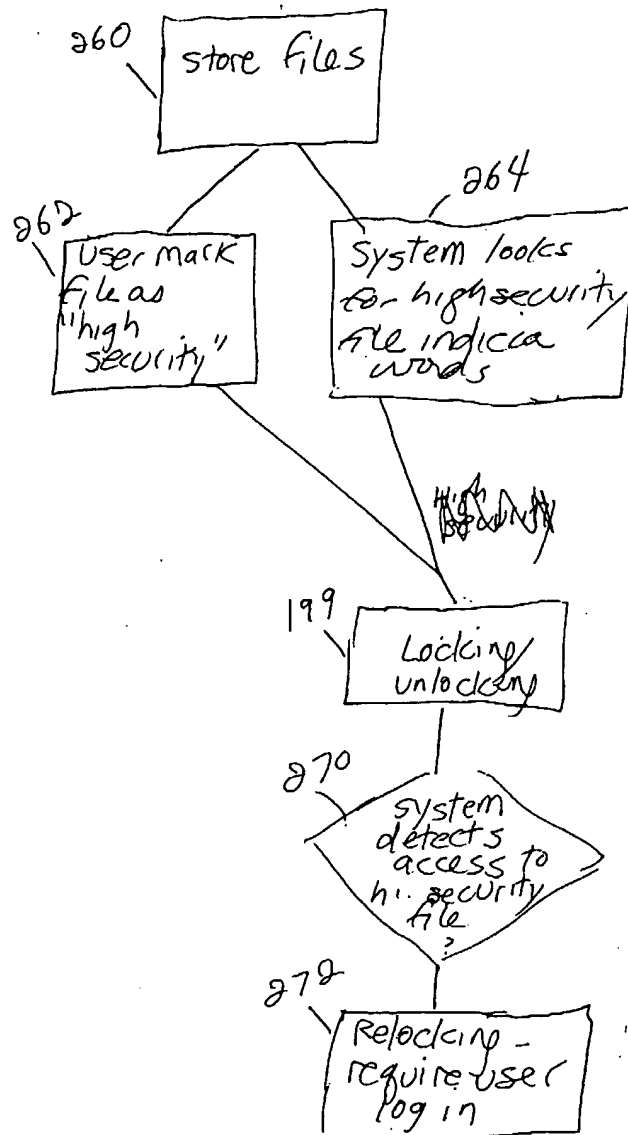 260
store files
264
262
user mark
file as
"high
security"
System looks
for high security
file indicia
words
199
Locking/
unlocking
270
system
detects
access to
hi. security
file
?
272
Relocking -
require user
log in